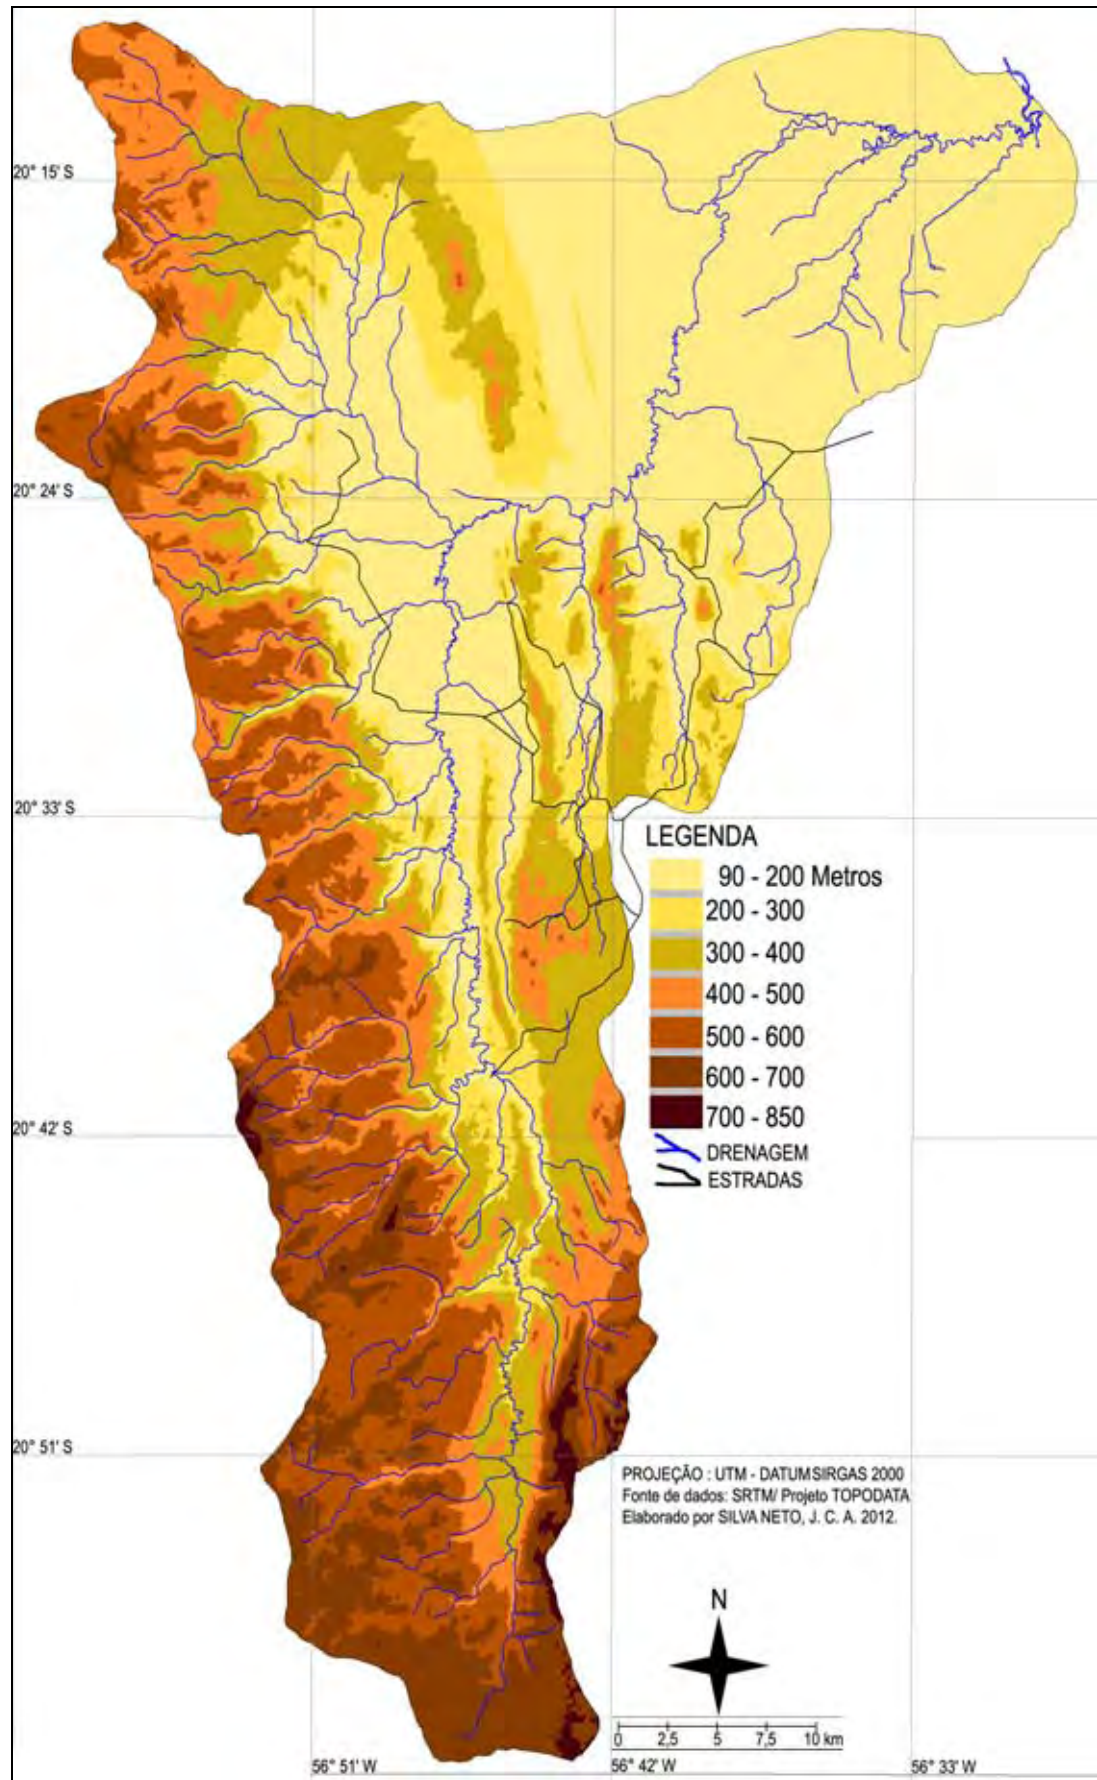 20° 15' S
20° 24' S
20° 33' S
LEGENDA
90 - 200 Metros
200 - 300
300 - 400
400 - 500
500 - 600
600 - 700
700 - 850
DRENAGEM
ESTRADAS
20° 42' S
20° 51' S
PROJEÇÃO : UTM - DATUMSIRGAS 2000
Fonte de dados: SRTM/ Projeto TOPODATA
Elaborado por SILVA NETO, J. C. A. 2012.
N
0 2,5 5 7,5 10 km
56° 51' W 56° 42' W 56° 33' W